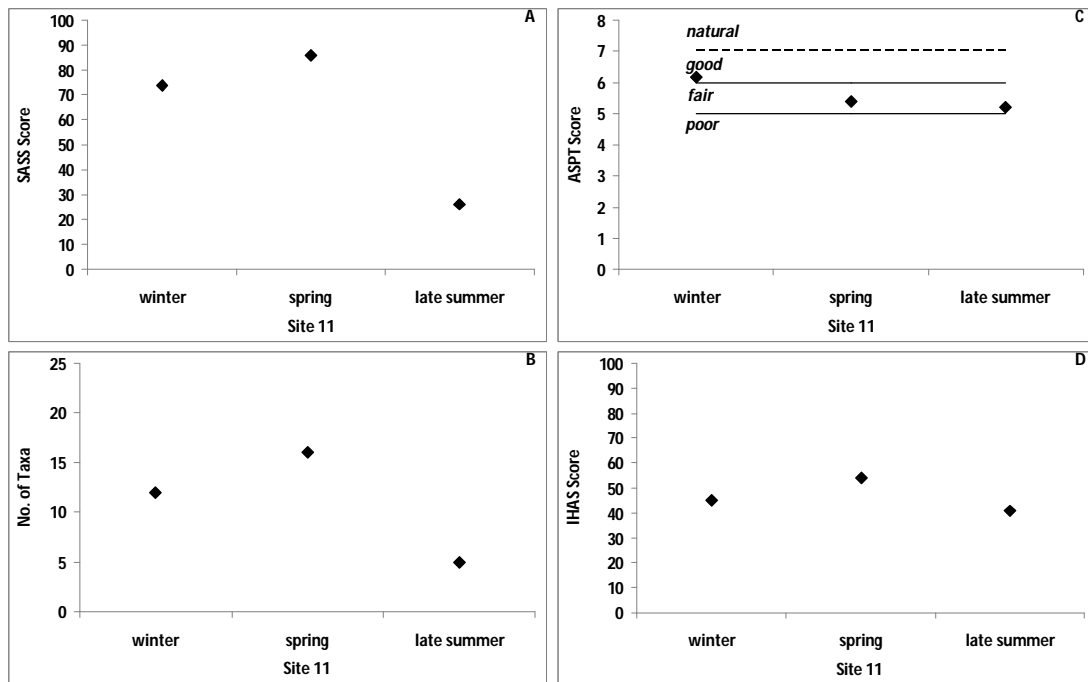 A
100
90
80
70
60
50
40
30
20
10
0
SASS Score
winter spring late summer
Site 11
C
8
7
6
5
4
3
2
1
0
ASPT Score
natural
good
fair
poor
winter spring late summer
Site 11
B
25
20
15
10
5
0
No. of Taxa
winter spring late summer
Site 11
D
100
90
80
70
60
50
40
30
20
10
0
IHAS Score
winter spring late summer
Site 11